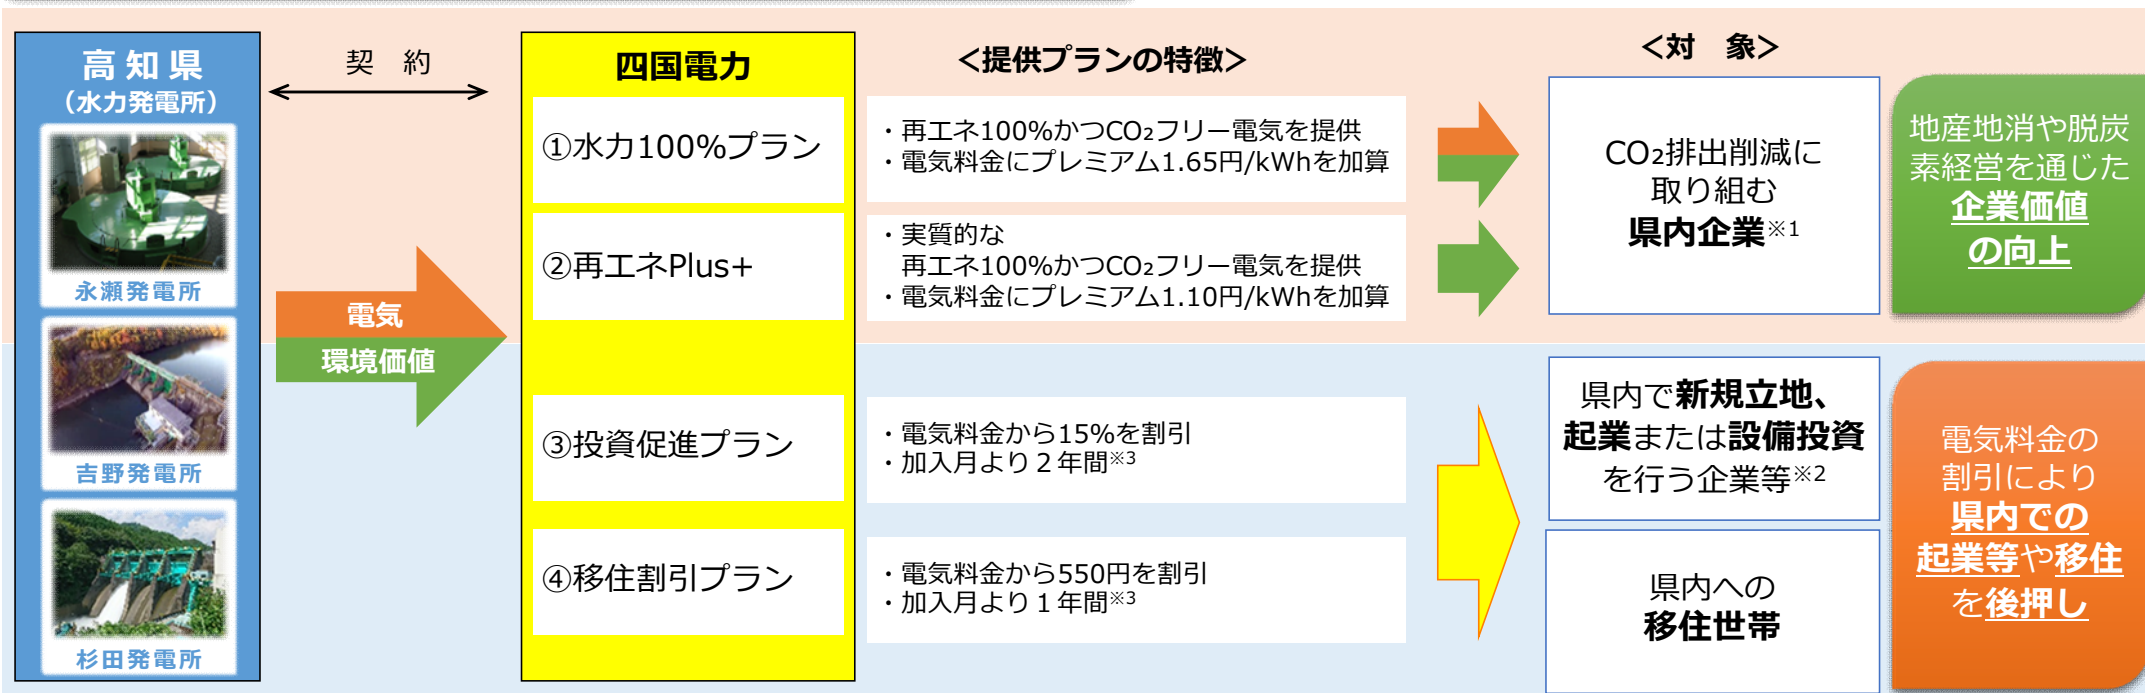 高知県
（水力発電所）
永瀬発電所
吉野発電所
杉田発電所
契　約
電気
環境価値
四国電力
①水力100%プラン
②再エネPlus+
③投資促進プラン
④移住割引プラン
＜提供プランの特徴＞
・再エネ100%かつCO₂フリー電気を提供
・電気料金にプレミアム1.65円/kWhを加算
・実質的な
再エネ100%かつCO₂フリー電気を提供
・電気料金にプレミアム1.10円/kWhを加算
・電気料金から15%を割引
・加入月より２年間※3
・電気料金から550円を割引
・加入月より１年間※3
＜対　象＞
CO₂排出削減に
取り組む
県内企業※1
県内で新規立地、
起業または設備投資
を行う企業等※2
県内への
移住世帯
地産地消や脱炭
素経営を通じた
企業価値
の向上
電気料金の
割引により
県内での
起業等や移住
を後押し